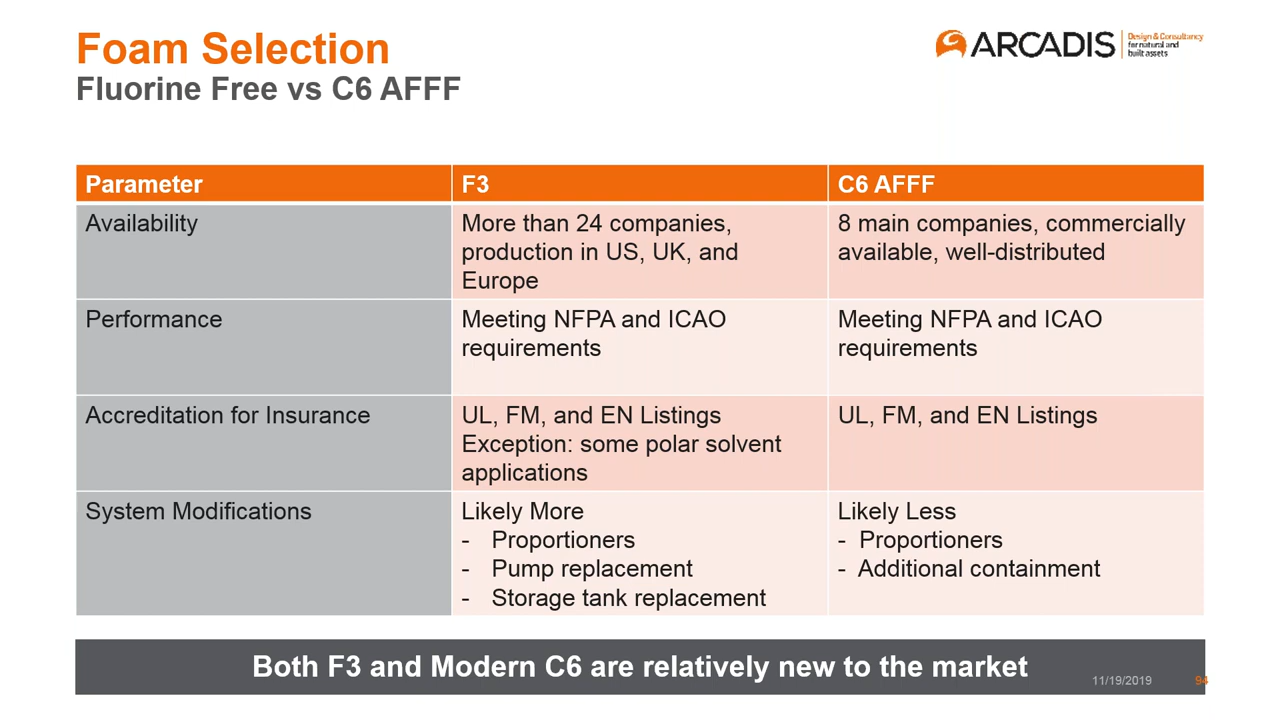 Foam Selection
Fluorine Free vs C6 AFFF
ARCADIS
Design & Consultancy
for natural and
built assets
Parameter
F3
C6 AFFF
Availability
More than 24 companies,
production in US, UK, and
Europe
8 main companies, commercially
available, well-distributed
Performance
Meeting NFPA and ICAO
requirements
Meeting NFPA and ICAO
requirements
Accreditation for Insurance
UL, FM, and EN Listings
Exception: some polar solvent
applications
UL, FM, and EN Listings
System Modifications
Likely More
- Proportioners
- Pump replacement
- Storage tank replacement
Likely Less
- Proportioners
- Additional containment
Both F3 and Modern C6 are relatively new to the market
11/19/2019
94